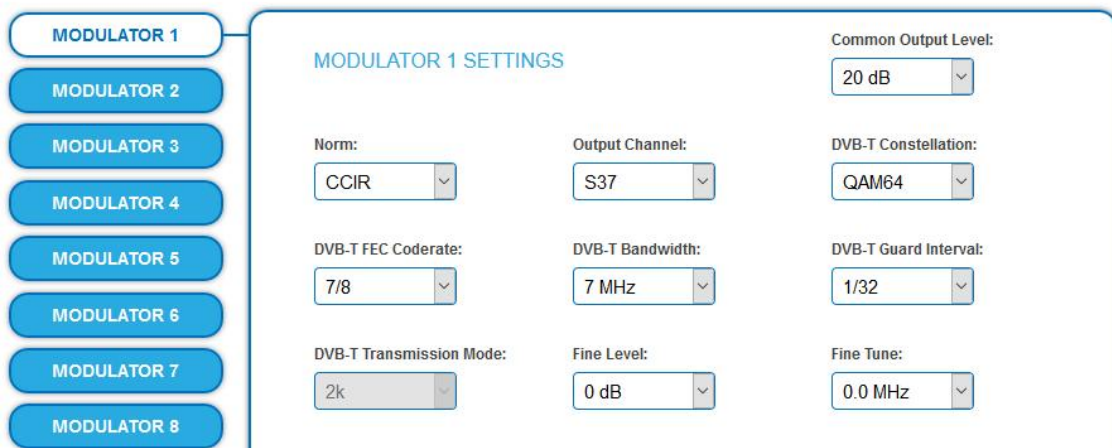 MODULATOR 1
MODULATOR 2
MODULATOR 3
MODULATOR 4
MODULATOR 5
MODULATOR 6
MODULATOR 7
MODULATOR 8
MODULATOR 1 SETTINGS
Common Output Level:
20 dB
Norm:
CCIR
Output Channel:
S37
DVB-T Constellation:
QAM64
DVB-T FEC Coderate:
7/8
DVB-T Bandwidth:
7 MHz
DVB-T Guard Interval:
1/32
DVB-T Transmission Mode:
2k
Fine Level:
0 dB
Fine Tune:
0.0 MHz